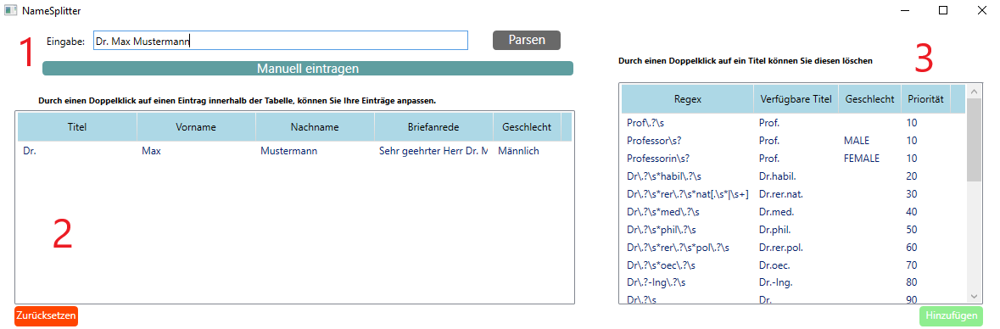 NameSplitter
1
Eingabe:
Dr. Max Mustermann
Parsen
Manuell eintragen
Durch einen Doppelklick auf einen Eintrag innerhalb der Tabelle, können Sie Ihre Einträge anpassen.
Titel Vorname Nachname Briefanrede Geschlecht
Dr. Max Mustermann Sehr geehrter Herr Dr. M Männlich
2
Zurücksetzen
3
Durch einen Doppelklick auf ein Titel können Sie diesen löschen
Regex Verfügbare Titel Geschlecht Priorität
Prof\.?\s Prof. 10
Professor\s? Prof. MALE 10
Professorin\s? Prof. FEMALE 10
Dr\.?\s*habil\.?\s Dr.habil. 20
Dr\.?\s*rer\.?\s*nat[.\s*|\s+] Dr.rer.nat. 30
Dr\.?\s*med\.?\s Dr.med. 40
Dr\.?\s*phil\.?\s Dr.phil. 50
Dr\.?\s*rer\.?\s*pol\.?\s Dr.rer.pol. 60
Dr\.?\s*oec\.?\s Dr.oec. 70
Dr\.?-Ing\.?\s Dr.-Ing. 80
Dr\.?\s Dr. 90
Hinzufügen